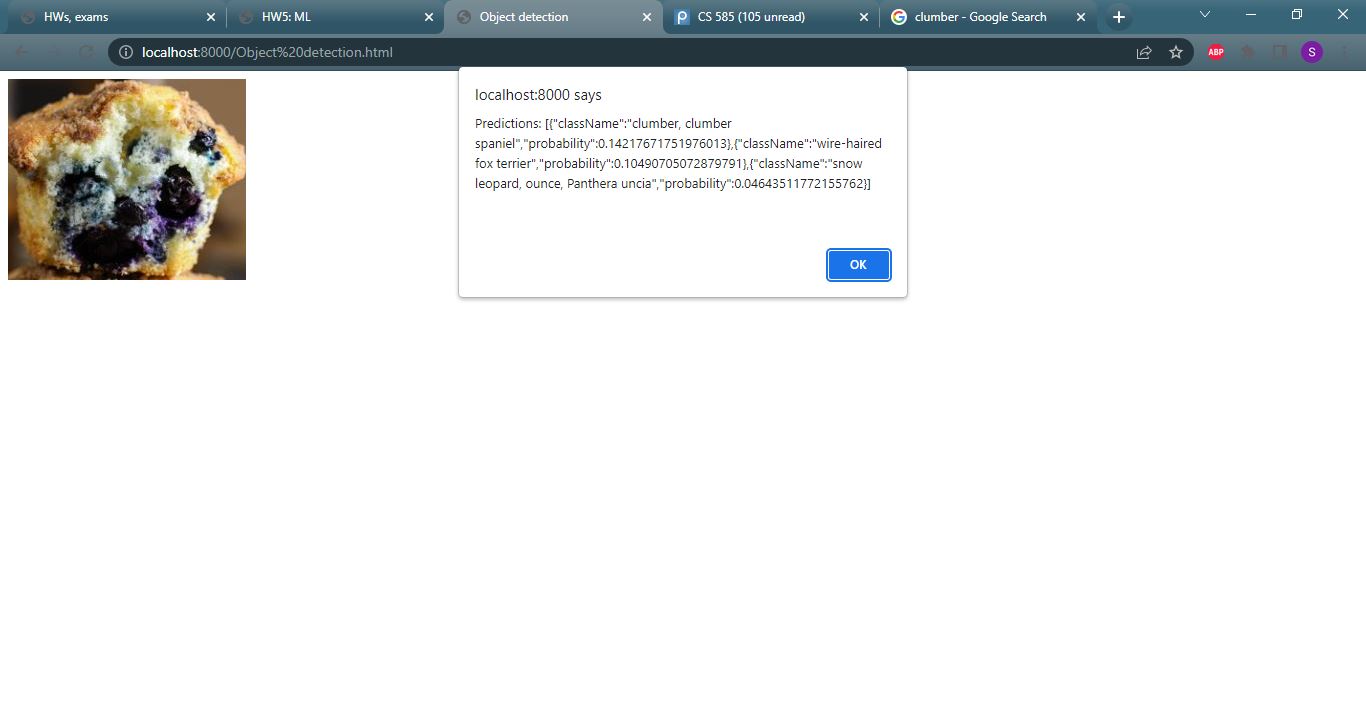 HWs, exams
HW5: ML
Object detection
CS 585 (105 unread)
clumber - Google Search
localhost:8000/Object%20detection.html
ABP
S
localhost:8000 says
Predictions: [{"className":"clumber, clumber
spaniel","probability":0.14217671751976013},{"className":"wire-haired
fox terrier","probability":0.10490705072879791},{"className":"snow
leopard, ounce, Panthera uncia","probability":0.04643511772155762}]
OK